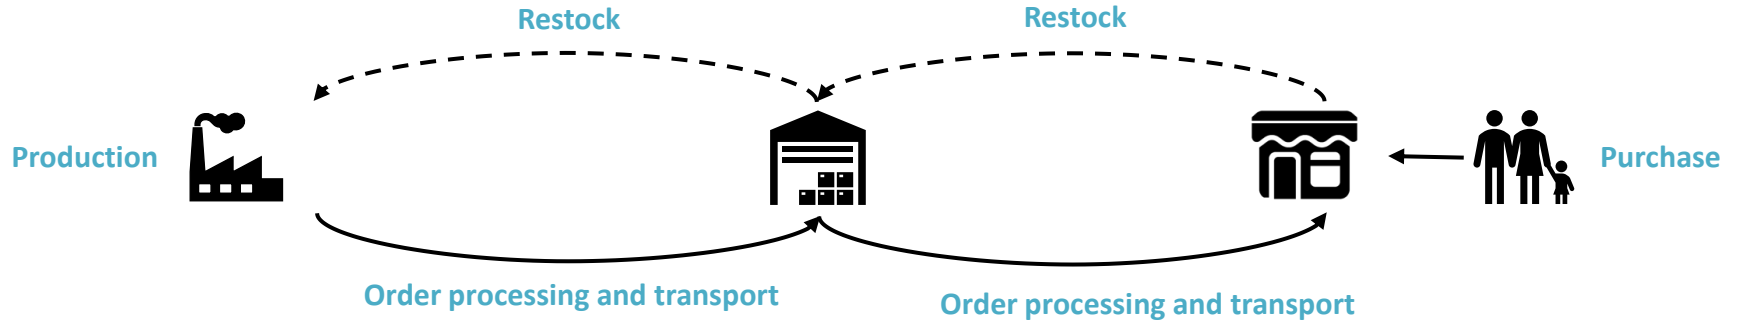 Restock
Restock
Production
Purchase
Order processing and transport
Order processing and transport